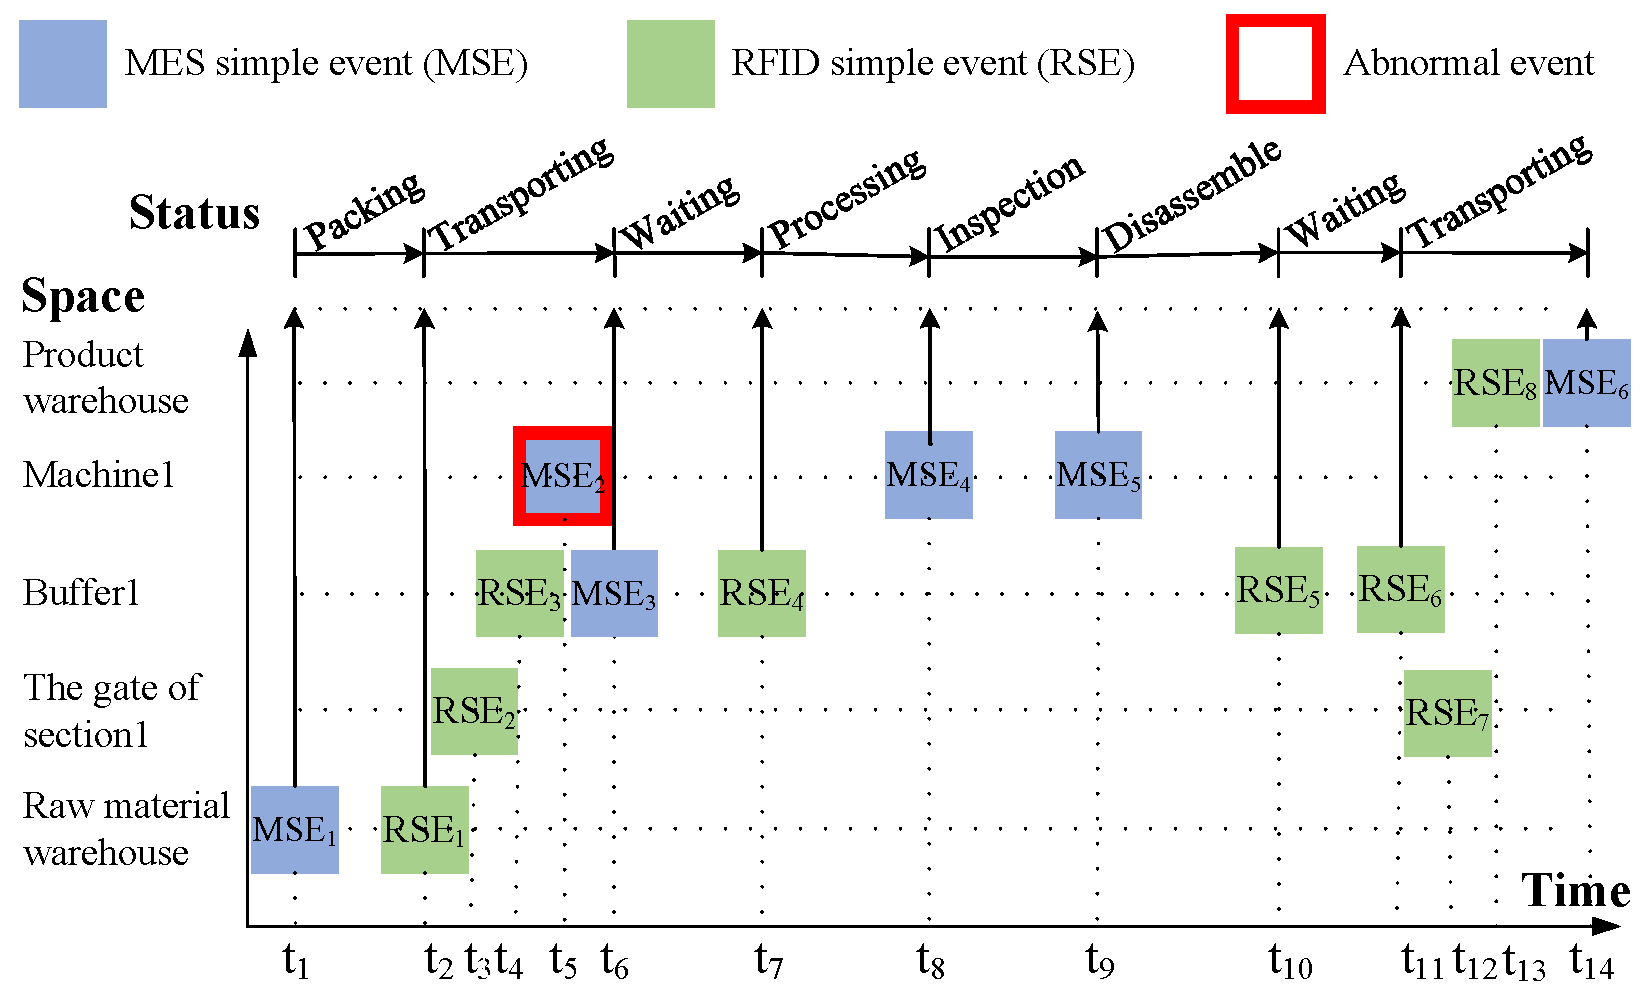 MES simple event (MSE)
RFID simple event (RSE)
Abnormal event
Status
Packing
Transporting
Waiting
Processing
Inspection
Disassemble
Waiting
Transporting
Space
Product
warehouse
RSE8
MSE6
Machine1
MSE2
MSE4
MSE5
Buffer1
RSE3
MSE3
RSE4
RSE5
RSE6
The gate of
section1
RSE2
RSE7
Raw material
warehouse
MSE1
RSE1
Time
t1
t2
t3
t4
t5
t6
t7
t8
t9
t10
t11
t12
t13
t14